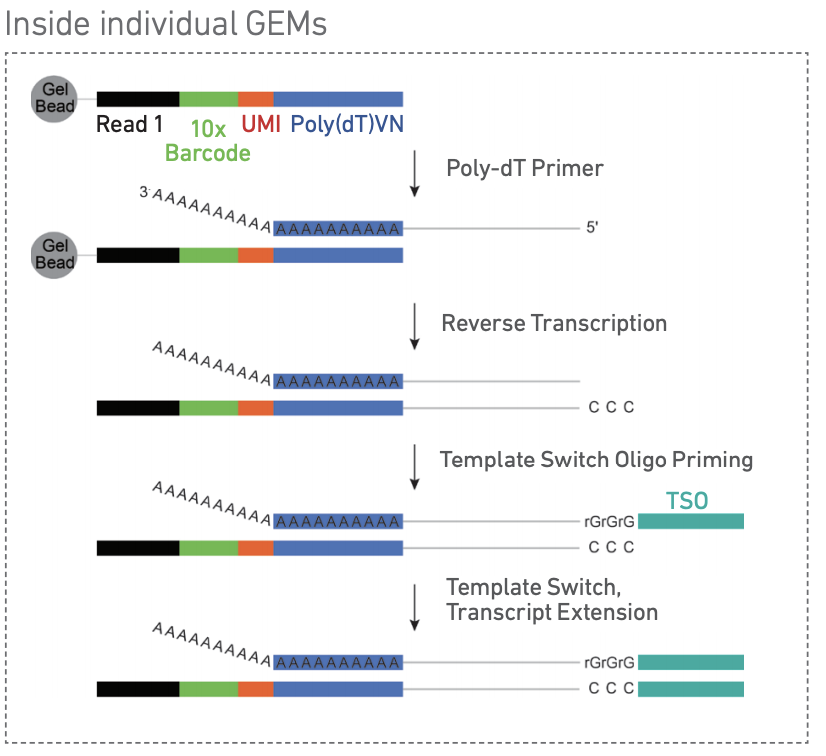 Inside individual GEMs
Gel
Bead
Read 1
10x
Barcode
UMI
Poly(dT)VN
Poly-dT Primer
3'AAAAAAAAAA
AAAAAAAAAA
5'
Gel
Bead
Reverse Transcription
AAAAAAAAAA
AAAAAAAAAA
C C C
Template Switch Oligo Priming
TSO
AAAAAAAAAA
AAAAAAAAAA
rGrGrG
C C C
Template Switch,
Transcript Extension
AAAAAAAAAA
AAAAAAAAAA
rGrGrG
C C C